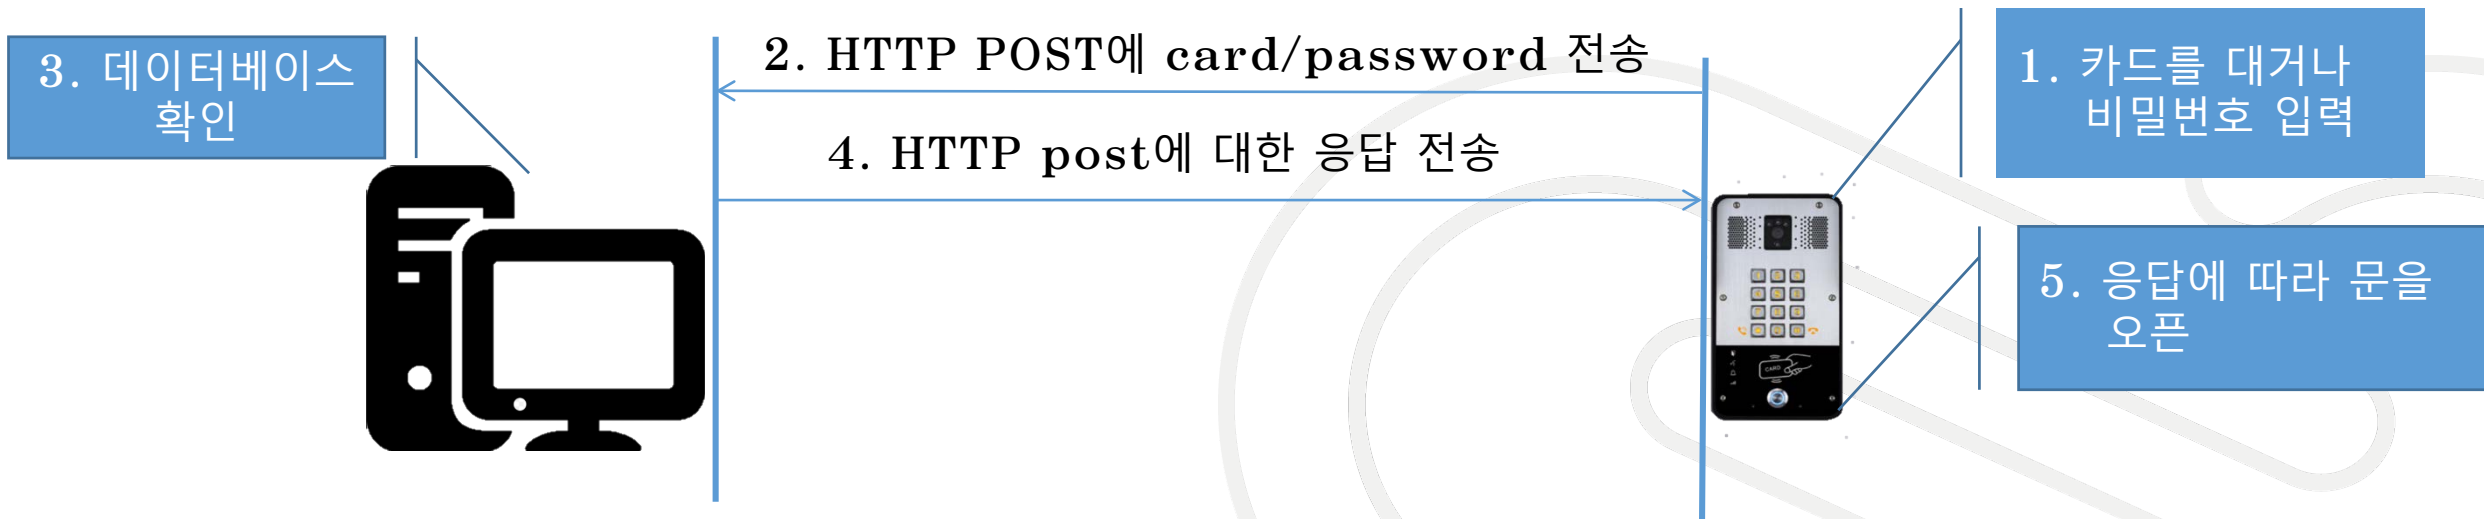 3. 데이터베이스
확인
2. HTTP POST에 card/password 전송
4. HTTP post에 대한 응답 전송
1. 카드를 대거나
비밀번호 입력
5. 응답에 따라 문을
오픈
CARD